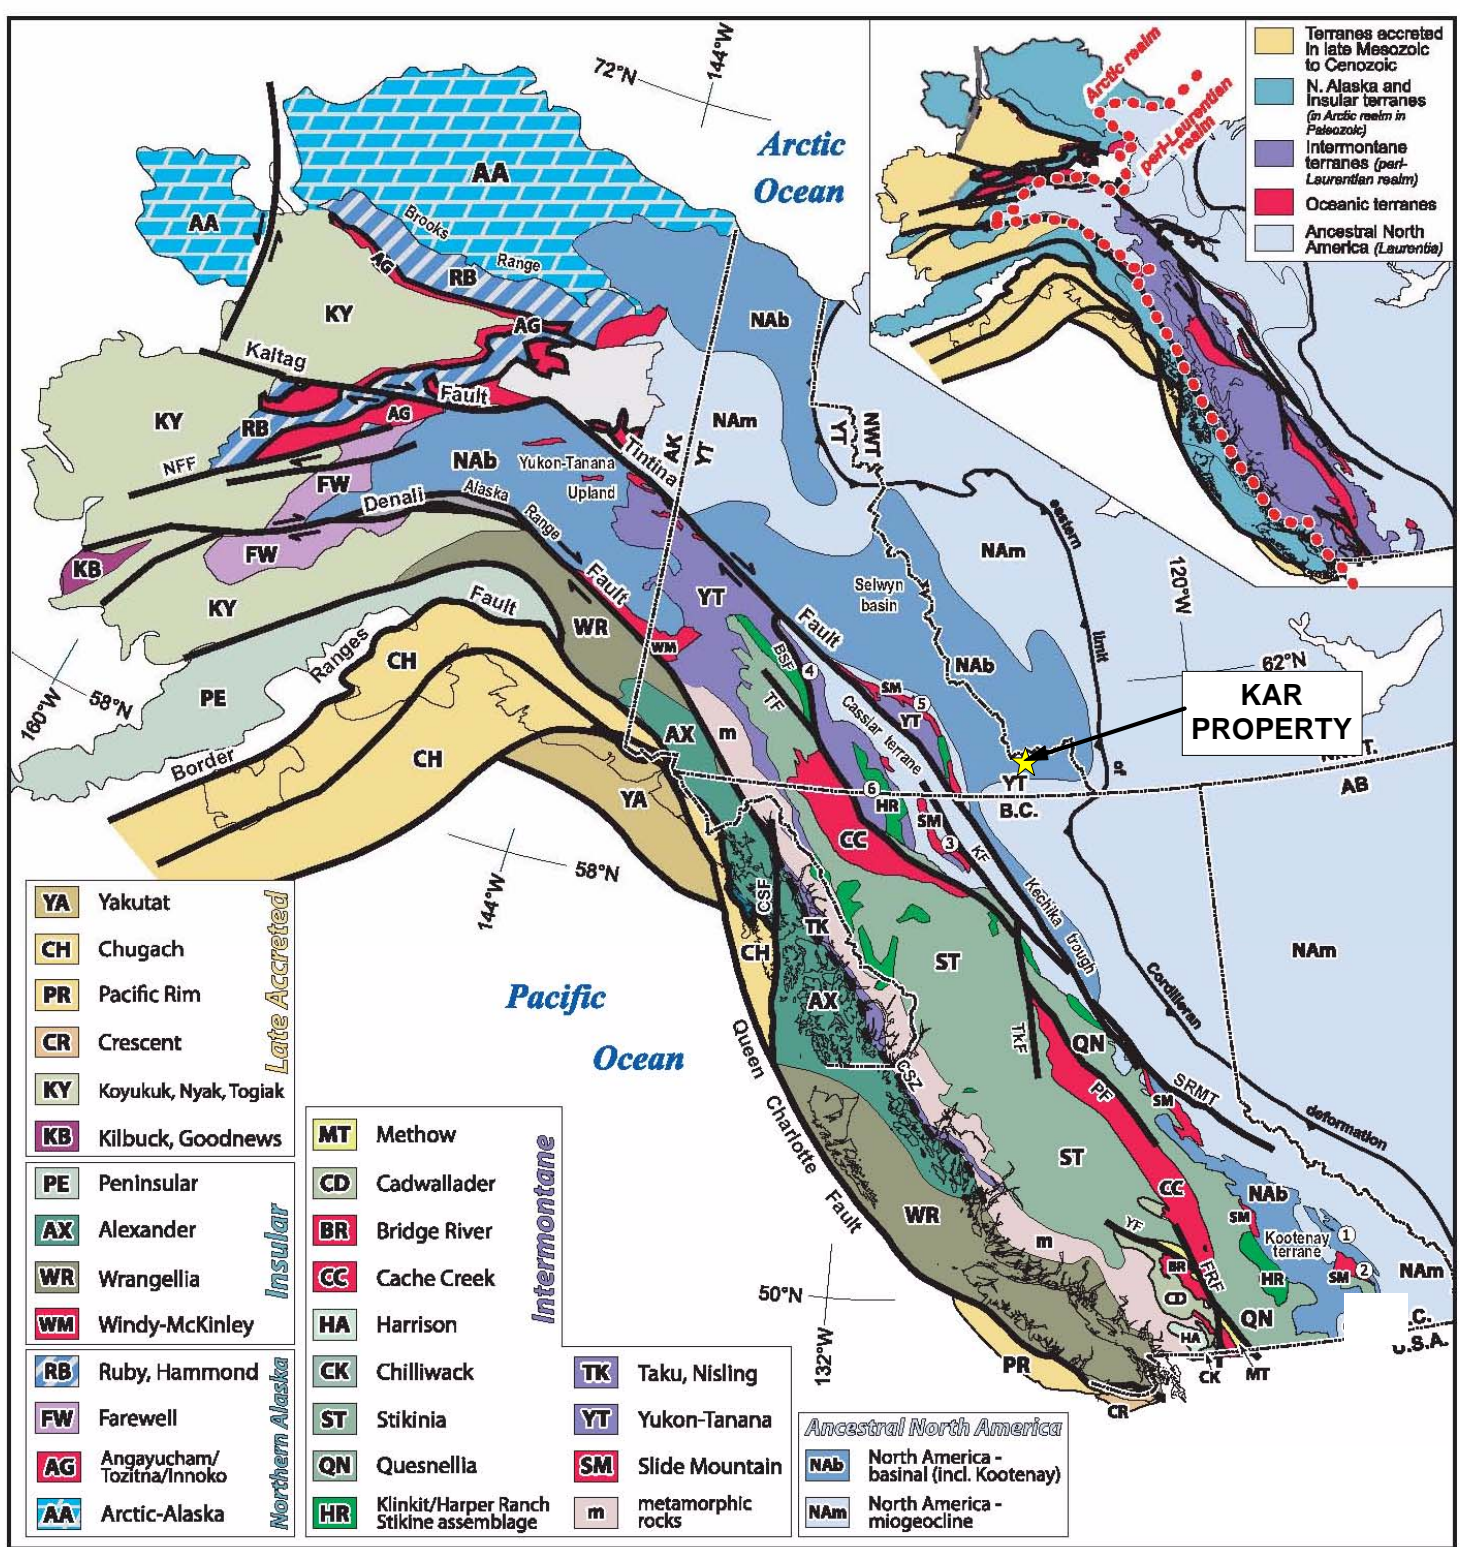 72°N
144°W
Arctic
Ocean
Arctic realm
peri-Laurentian
realm
Terranes accreted
in late Mesozoic
to Cenozoic
N. Alaska and
Insular terranes
(in Arctic realm in
Paleozoic)
Intermontane
terranes (peri-
Laurentian realm)
Oceanic terranes
Ancestral North
America (Laurentia)
AA
AA
Brooks
Range
RB
AG
KY
AG
NAb
Kaltag
Fault
KY
RB
AG
NAm
AK
YT
YT
NWT
NFF
NAb
Yukon-Tanana
Upland
Tintina
FW
Denali
Alaska
Range
Fault
FW
KB
KY
eastern
limit
of
Cordilleran
deformation
NAm
Selwyn
basin
120°W
62°N
YT
Fault
WR
WM
NAb
BSF
4
SM
5
YT
TF
Cassiar terrane
Fault
Ranges
Border
CH
PE
160°W
58°N
KAR
PROPERTY
AX
m
CH
YA
YT
B.C.
N.
T.
AB
6
HR
SM
3
CC
KF
Kechika trough
58°N
144°W
CSF
TK
CH
ST
NAm
AX
Pacific
Ocean
Queen Charlotte Fault
CSZ
TkF
QN
PF
SM
SRMT
ST
CC
NAb
SM
Kootenay
terrane
1
2
SM
NAm
WR
m
YF
BR
FRF
HR
CD
QN
HA
C.
U.S.A.
50°N
132°W
PR
CR
CK
MT
YA Yakutat
CH Chugach
PR Pacific Rim
CR Crescent
KY Koyukuk, Nyak, Togiak
KB Kilbuck, Goodnews
Late Accreted
PE Peninsular
AX Alexander
WR Wrangellia
WM Windy-McKinley
Insular
RB Ruby, Hammond
FW Farewell
AG Angayucham/
Tozitna/Innoko
AA Arctic-Alaska
Northern Alaska
MT Methow
CD Cadwallader
BR Bridge River
CC Cache Creek
HA Harrison
CK Chilliwack
ST Stikinia
QN Quesnellia
HR Klinkit/Harper Ranch
Stikine assemblage
Intermontane
TK Taku, Nisling
YT Yukon-Tanana
SM Slide Mountain
m metamorphic
rocks
Ancestral North America
NAb North America -
basinal (incl. Kootenay)
NAm North America -
miogeocline